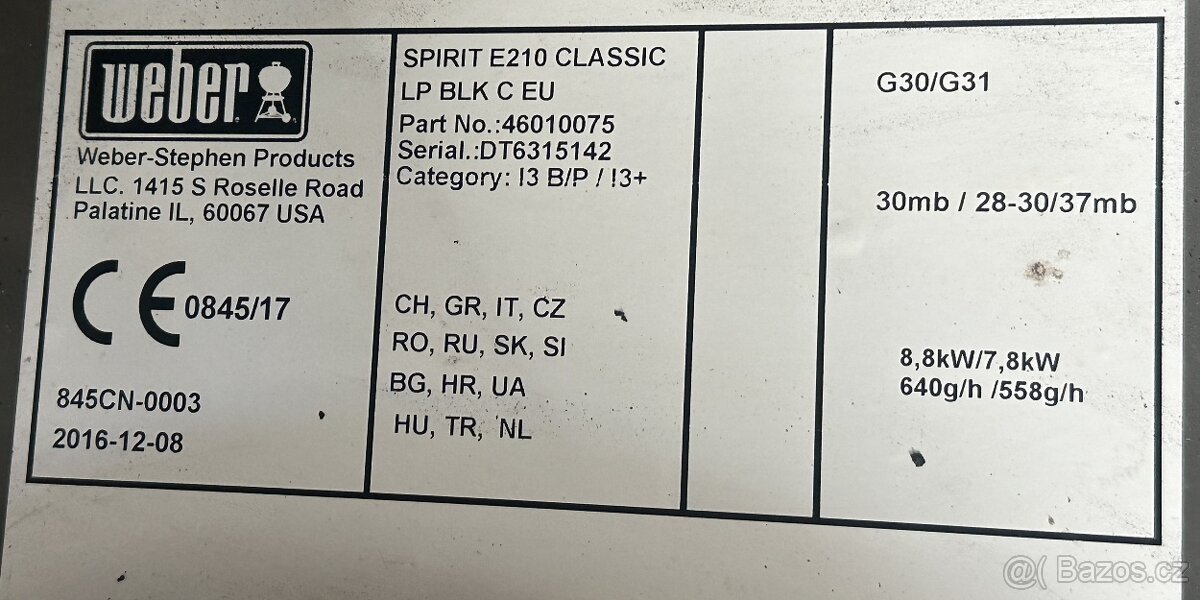 weber
Weber-Stephen Products
LLC. 1415 S Roselle Road
Palatine IL, 60067 USA
CE 0845/17
845CN-0003
2016-12-08
SPIRIT E210 CLASSIC
LP BLK C EU
Part No.:46010075
Serial.:DT6315142
Category: I3 B/P / !3+
CH, GR, IT, CZ
RO, RU, SK, SI
BG, HR, UA
HU, TR, NL
G30/G31
30mb / 28-30/37mb
8,8kW/7,8kW
640g/h /558g/h
@( Bazos.cz